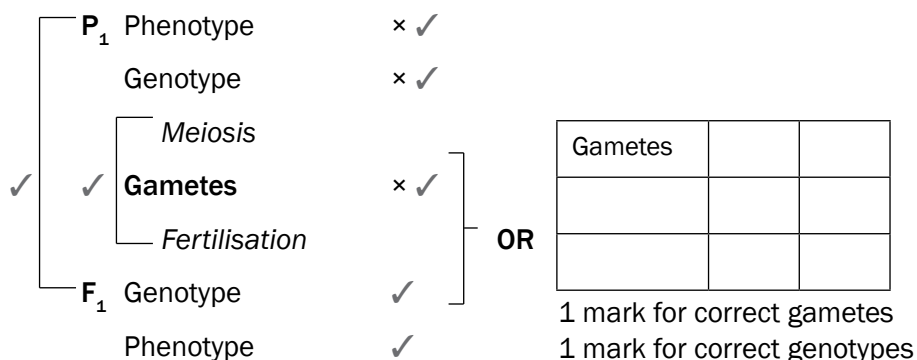 P₁ Phenotype × ✓
Genotype × ✓
Meiosis
✓ ✓ Gametes × ✓
Fertilisation
F₁ Genotype ✓
Phenotype ✓
OR
Gametes
1 mark for correct gametes
1 mark for correct genotypes